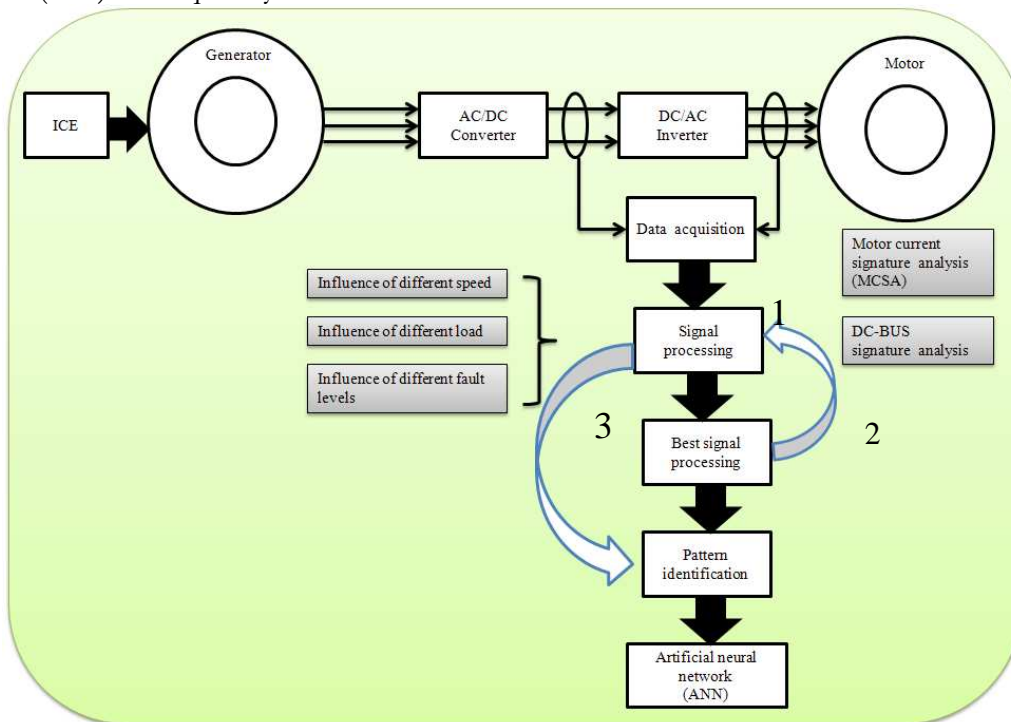 Generator
Motor
ICE
AC/DC
Converter
DC/AC
Inverter
Data acquisition
Motor current
signature analysis
(MCSA)
DC-BUS
signature analysis
Influence of different speed
Influence of different load
Influence of different fault
levels
1
Signal
processing
3
2
Best signal
processing
Pattern
identification
Artificial neural
network
(ANN)